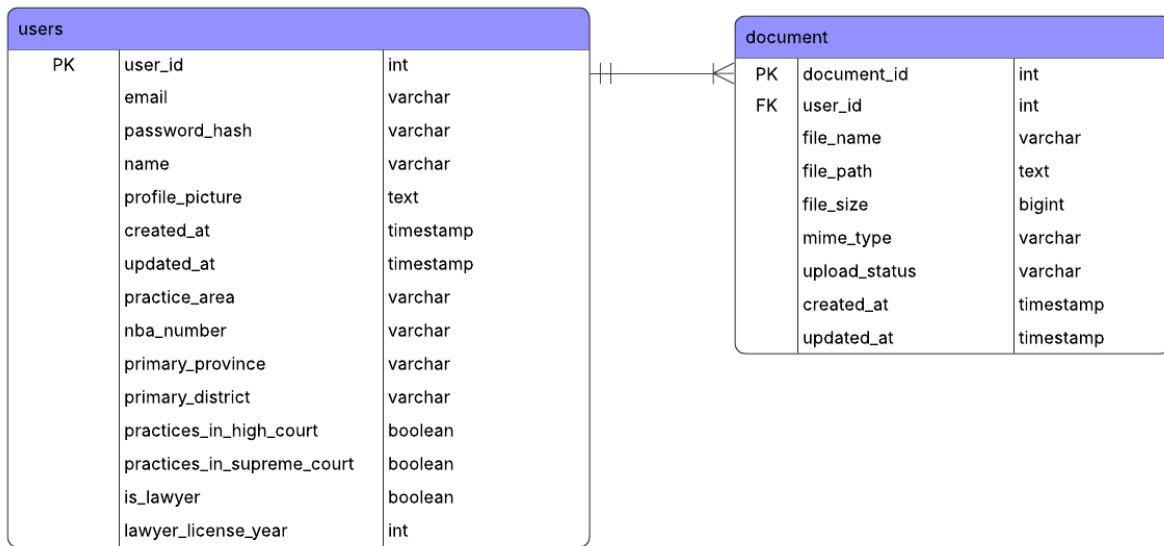 users
PK user_id int
email varchar
password_hash varchar
name varchar
profile_picture text
created_at timestamp
updated_at timestamp
practice_area varchar
nba_number varchar
primary_province varchar
primary_district varchar
practices_in_high_court boolean
practices_in_supreme_court boolean
is_lawyer boolean
lawyer_license_year int
document
PK document_id int
FK user_id int
file_name varchar
file_path text
file_size bigint
mime_type varchar
upload_status varchar
created_at timestamp
updated_at timestamp